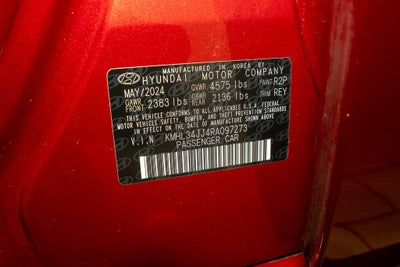 MANUFACTURED IN KOREA BY
HYUNDAI MOTOR COMPANY
MAY/2024 GVWR 4575 lbs PAINT R2P
GAWR FRT 2383 lbs GAWR REAR 2136 lbs TRIM REY
THIS VEHICLE CONFORMS TO ALL APPLICABLE U.S.A. FEDERAL
MOTOR VEHICLE SAFETY, BUMPER, AND THEFT PREVENTION STANDARDS
IN EFFECT ON THE DATE OF MANUFACTURE SHOWN ABOVE.
V.I.N KMHL34JJ4RA097273
PASSENGER CAR